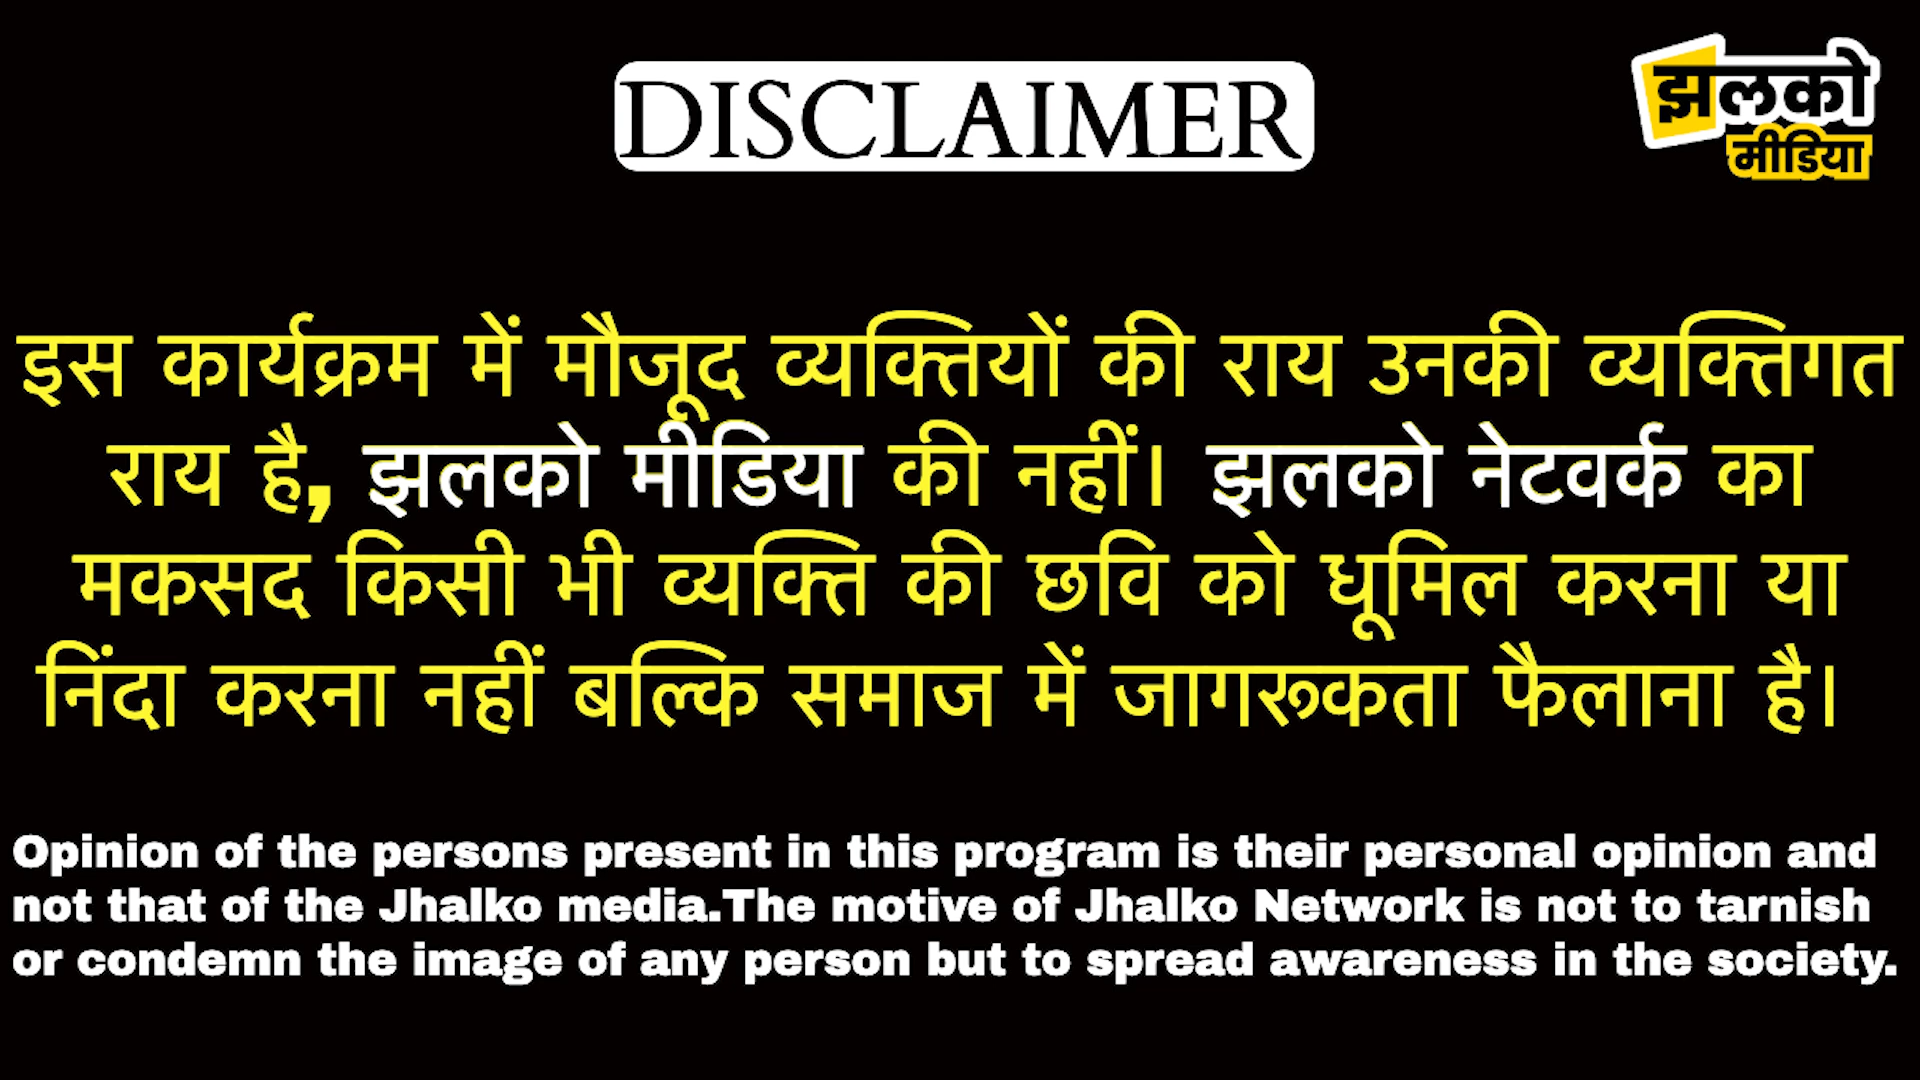 DISCLAIMER
झलको
मीडिया
इस कार्यक्रम में मौजूद व्यक्तियों की राय उनकी व्यक्तिगत
राय है, झलको मीडिया की नहीं। झलको नेटवर्क का
मकसद किसी भी व्यक्ति की छवि को धूमिल करना या
निंदा करना नहीं बल्कि समाज में जागरूकता फैलाना है।
Opinion of the persons present in this program is their personal opinion and
not that of the Jhalko media.The motive of Jhalko Network is not to tarnish
or condemn the image of any person but to spread awareness in the society.